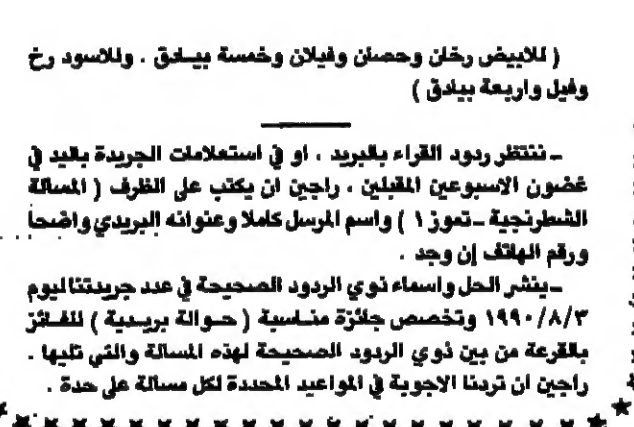 ( للابيض رخان وحصان وفيلان وخمسة بيادق . وللاسود رخ
وفيل واربعة بيادق )
ـ ننتظر ردود القراء بالبريد ، او في استعلامات الجريدة باليد في
غضون الاسبوعين المقبلين ، راجين ان يكتب على الظرف ( المسالة
الشطرنجية ـ تموز ١ ) واسم المرسل كاملا وعنوانه البريدي واضحاً
ورقم الهاتف إن وجد .
ـ ينشر الحل واسماء ذوي الردود الصحيحة في عدد جريدتنا ليوم
١٩٩٠/٨/٣ وتخصص جائزة مناسبة ( حوالة بريدية ) للفائز
بالقرعة من بين ذوي الردود الصحيحة لهذه المسالة والتي تليها .
راجين ان تردنا الاجوبة في المواعيد المحددة لكل مسالة على حدة .